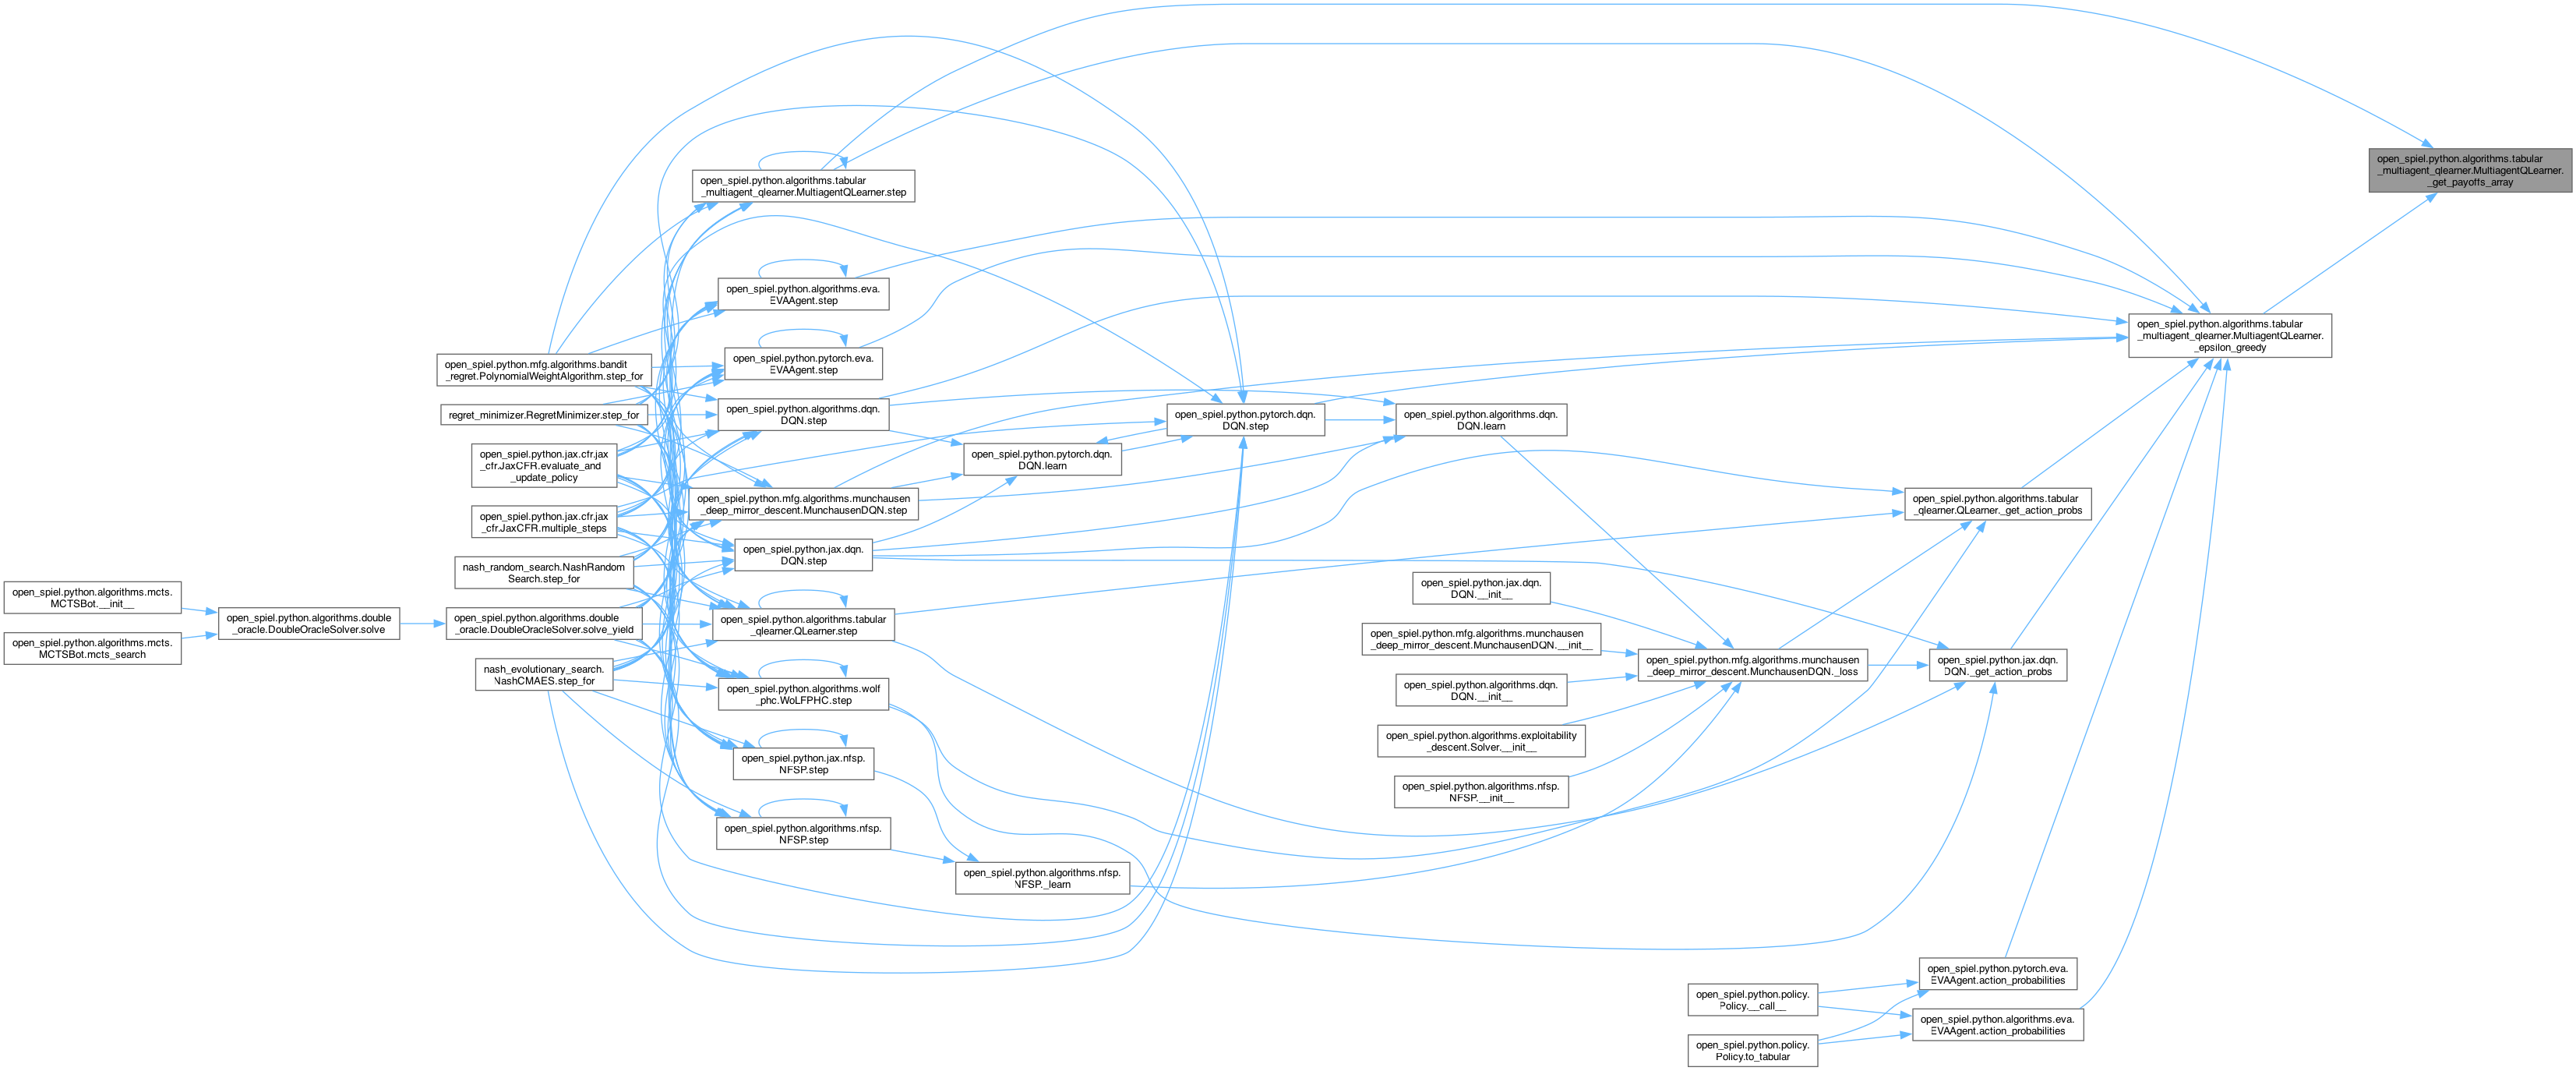 open_spiel.python.algorithms.tabular
_multiagent_qlearner.MultiagentQLearner.
_get_payoffs_array
open_spiel.python.algorithms.tabular
_multiagent_qlearner.MultiagentQLearner.
_epsilon_greedy
open_spiel.python.algorithms.tabular
_multiagent_qlearner.MultiagentQLearner.step
open_spiel.python.algorithms.eva.
EVAAgent.step
open_spiel.python.pytorch.eva.
EVAAgent.step
open_spiel.python.algorithms.dqn.
DQN.step
open_spiel.python.mfg.algorithms.munchausen
_deep_mirror_descent.MunchausenDQN.step
open_spiel.python.jax.dqn.
DQN.step
open_spiel.python.algorithms.tabular
_qlearner.QLearner.step
open_spiel.python.algorithms.wolf
_phc.WoLFPHC.step
open_spiel.python.jax.nfsp.
NFSP.step
open_spiel.python.algorithms.nfsp.
NFSP.step
open_spiel.python.mfg.algorithms.bandit
_regret.PolynomialWeightAlgorithm.step_for
regret_minimizer.RegretMinimizer.step_for
open_spiel.python.jax.cfr.jax
_cfr.JaxCFR.evaluate_and
_update_policy
open_spiel.python.jax.cfr.jax
_cfr.JaxCFR.multiple_steps
nash_random_search.NashRandom
Search.step_for
open_spiel.python.algorithms.double
_oracle.DoubleOracleSolver.solve_yield
nash_evolutionary_search.
NashCMAES.step_for
open_spiel.python.algorithms.double
_oracle.DoubleOracleSolver.solve
open_spiel.python.algorithms.mcts.
MCTSBot.__init__
open_spiel.python.algorithms.mcts.
MCTSBot.mcts_search
open_spiel.python.pytorch.dqn.
DQN.step
open_spiel.python.pytorch.dqn.
DQN.learn
open_spiel.python.algorithms.dqn.
DQN.learn
open_spiel.python.algorithms.tabular
_qlearner.QLearner._get_action_probs
open_spiel.python.jax.dqn.
DQN.__init__
open_spiel.python.mfg.algorithms.munchausen
_deep_mirror_descent.MunchausenDQN.__init__
open_spiel.python.algorithms.dqn.
DQN.__init__
open_spiel.python.algorithms.exploitability
_descent.Solver.__init__
open_spiel.python.algorithms.nfsp.
NFSP.__init__
open_spiel.python.mfg.algorithms.munchausen
_deep_mirror_descent.MunchausenDQN._loss
open_spiel.python.jax.dqn.
DQN._get_action_probs
open_spiel.python.algorithms.nfsp.
NFSP._learn
open_spiel.python.pytorch.eva.
EVAAgent.action_probabilities
open_spiel.python.algorithms.eva.
EVAAgent.action_probabilities
open_spiel.python.policy.
Policy.__call__
open_spiel.python.policy.
Policy.to_tabular